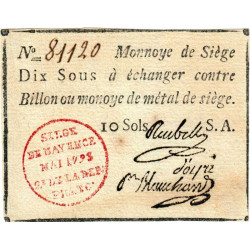 No= 81120 Monnoye de Siège
Dix Sous à échanger contre
Billon ou monoye de métal de siège.
10 Sols S. A.
SIEGE
DE MAYENCE
MAI 1793